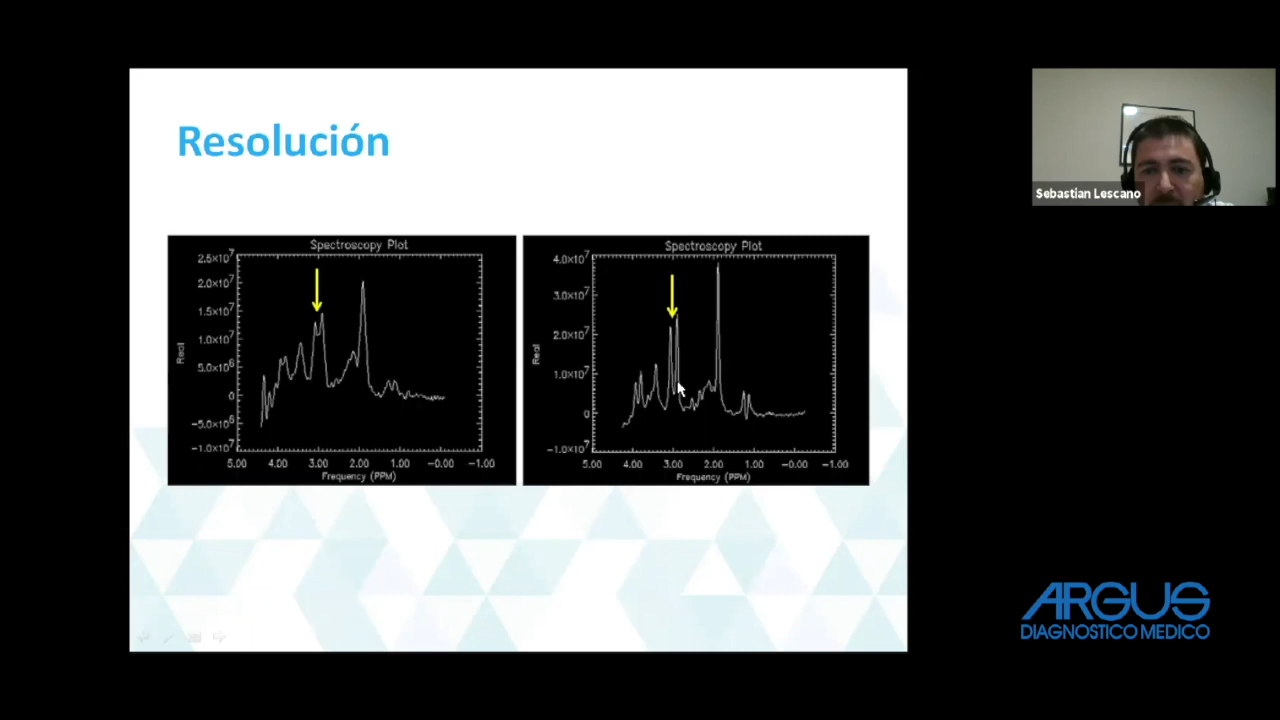 Resolución
Spectroscopy Plot
2.5×10⁷
2.0×10⁷
1.5×10⁷
1.0×10⁷
5.0×10⁶
0
−5.0×10⁶
−1.0×10⁷
Real
5.00 4.00 3.00 2.00 1.00 −0.00 −1.00
Frequency (PPM)
Spectroscopy Plot
4.0×10⁷
3.0×10⁷
2.0×10⁷
1.0×10⁷
0
−1.0×10⁷
Real
5.00 4.00 3.00 2.00 1.00 −0.00 −1.00
Frequency (PPM)
Sebastian Lescano
ARGUS
DIAGNOSTICO MEDICO